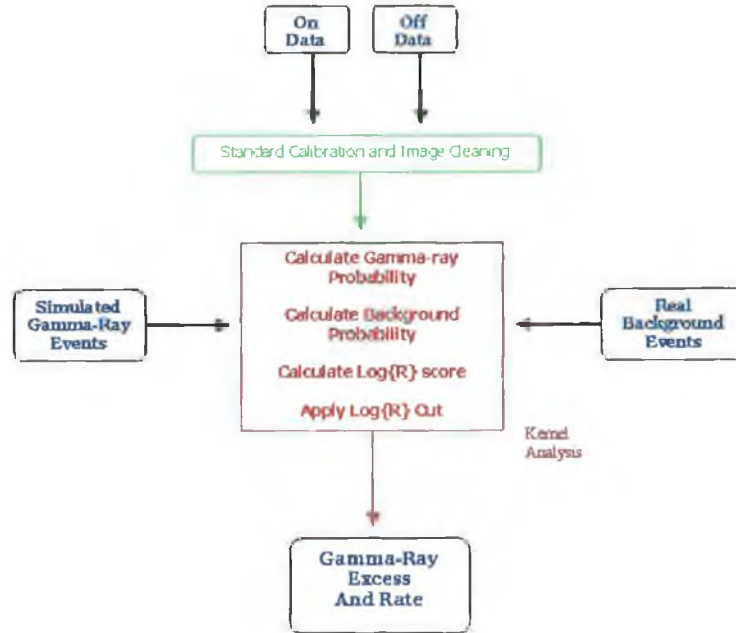 On
Data
Off
Data
Standard Calibration and Image Cleaning
Calculate Gamma-ray
Probability
Calculate Background
Probability
Calculate Log{R} score
Apply Log{R} Cut
Simulated
Gamma-Ray
Events
Real
Background
Events
Kernel
Analysis
Gamma-Ray
Excess
And Rate